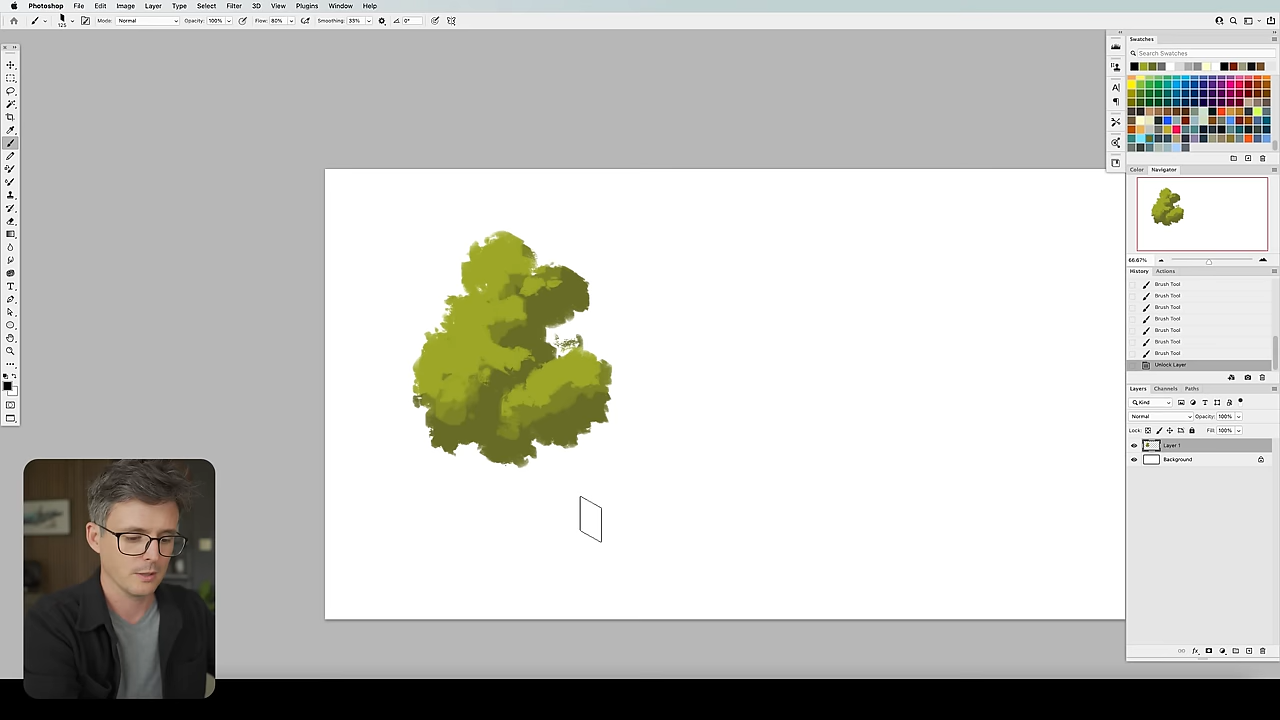 Photoshop File Edit Image Layer Type Select Filter 3D View Plugins Window Help
125 Mode: Normal Opacity: 100% Flow: 80% Smoothing: 33% 0°
Swatches
Search Swatches
Color Navigator
66.67%
History Actions
Brush Tool
Brush Tool
Brush Tool
Brush Tool
Brush Tool
Brush Tool
Brush Tool
Unlock Layer
Layers Channels Paths
Kind
Normal Opacity: 100%
Lock: Fill: 100%
Layer 1
Background